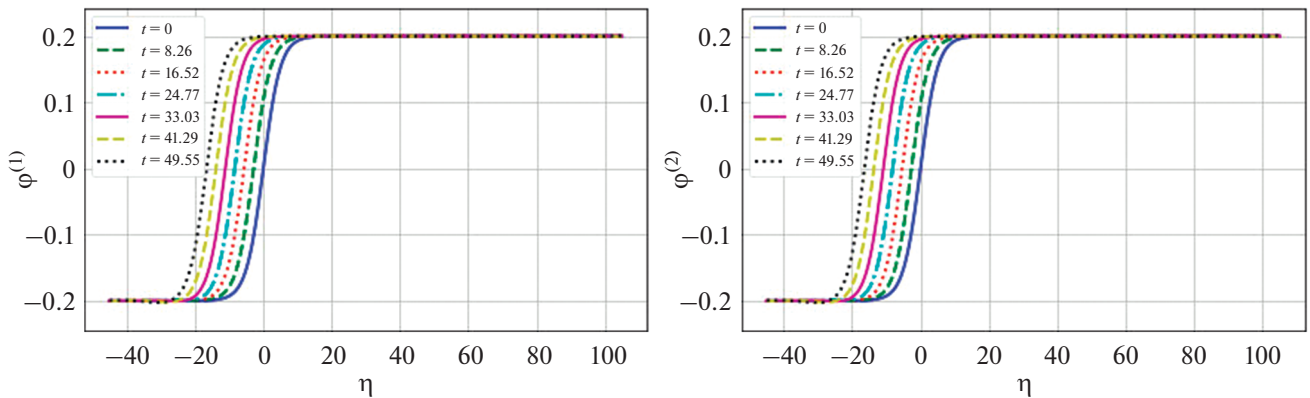 t = 0
t = 8.26
t = 16.52
t = 24.77
t = 33.03
t = 41.29
t = 49.55
0.2
0.1
0
−0.1
−0.2
φ(1)
−40 −20 0 20 40 60 80 100
η
t = 0
t = 8.26
t = 16.52
t = 24.77
t = 33.03
t = 41.29
t = 49.55
0.2
0.1
0
−0.1
−0.2
φ(2)
−40 −20 0 20 40 60 80 100
η